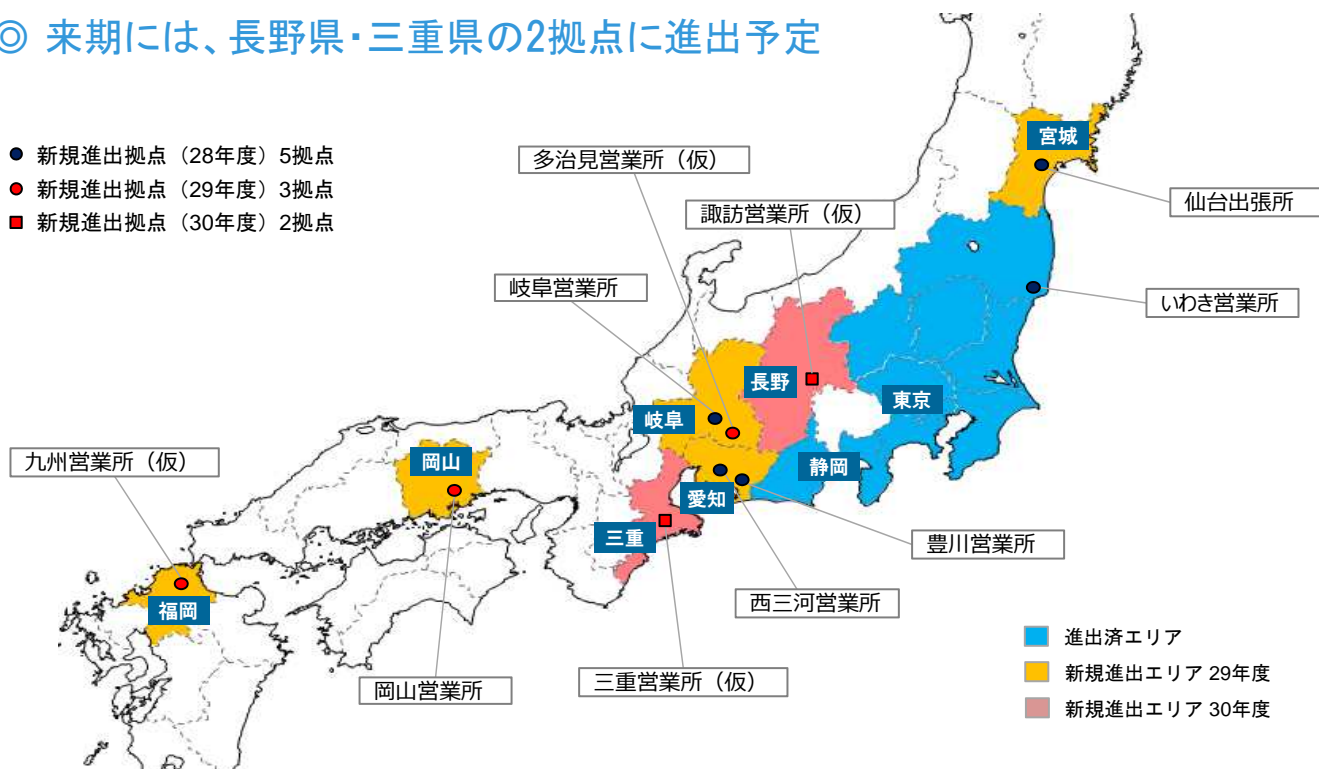 ◎ 来期には、長野県・三重県の2拠点に進出予定
● 新規進出拠点（28年度）5拠点
● 新規進出拠点（29年度）3拠点
■ 新規進出拠点（30年度）2拠点
宮城
多治見営業所（仮）
仙台出張所
諏訪営業所（仮）
岐阜営業所
いわき営業所
長野
東京
岐阜
岡山
静岡
九州営業所（仮）
愛知
三重
豊川営業所
福岡
西三河営業所
三重営業所（仮）
岡山営業所
進出済エリア
新規進出エリア 29年度
新規進出エリア 30年度